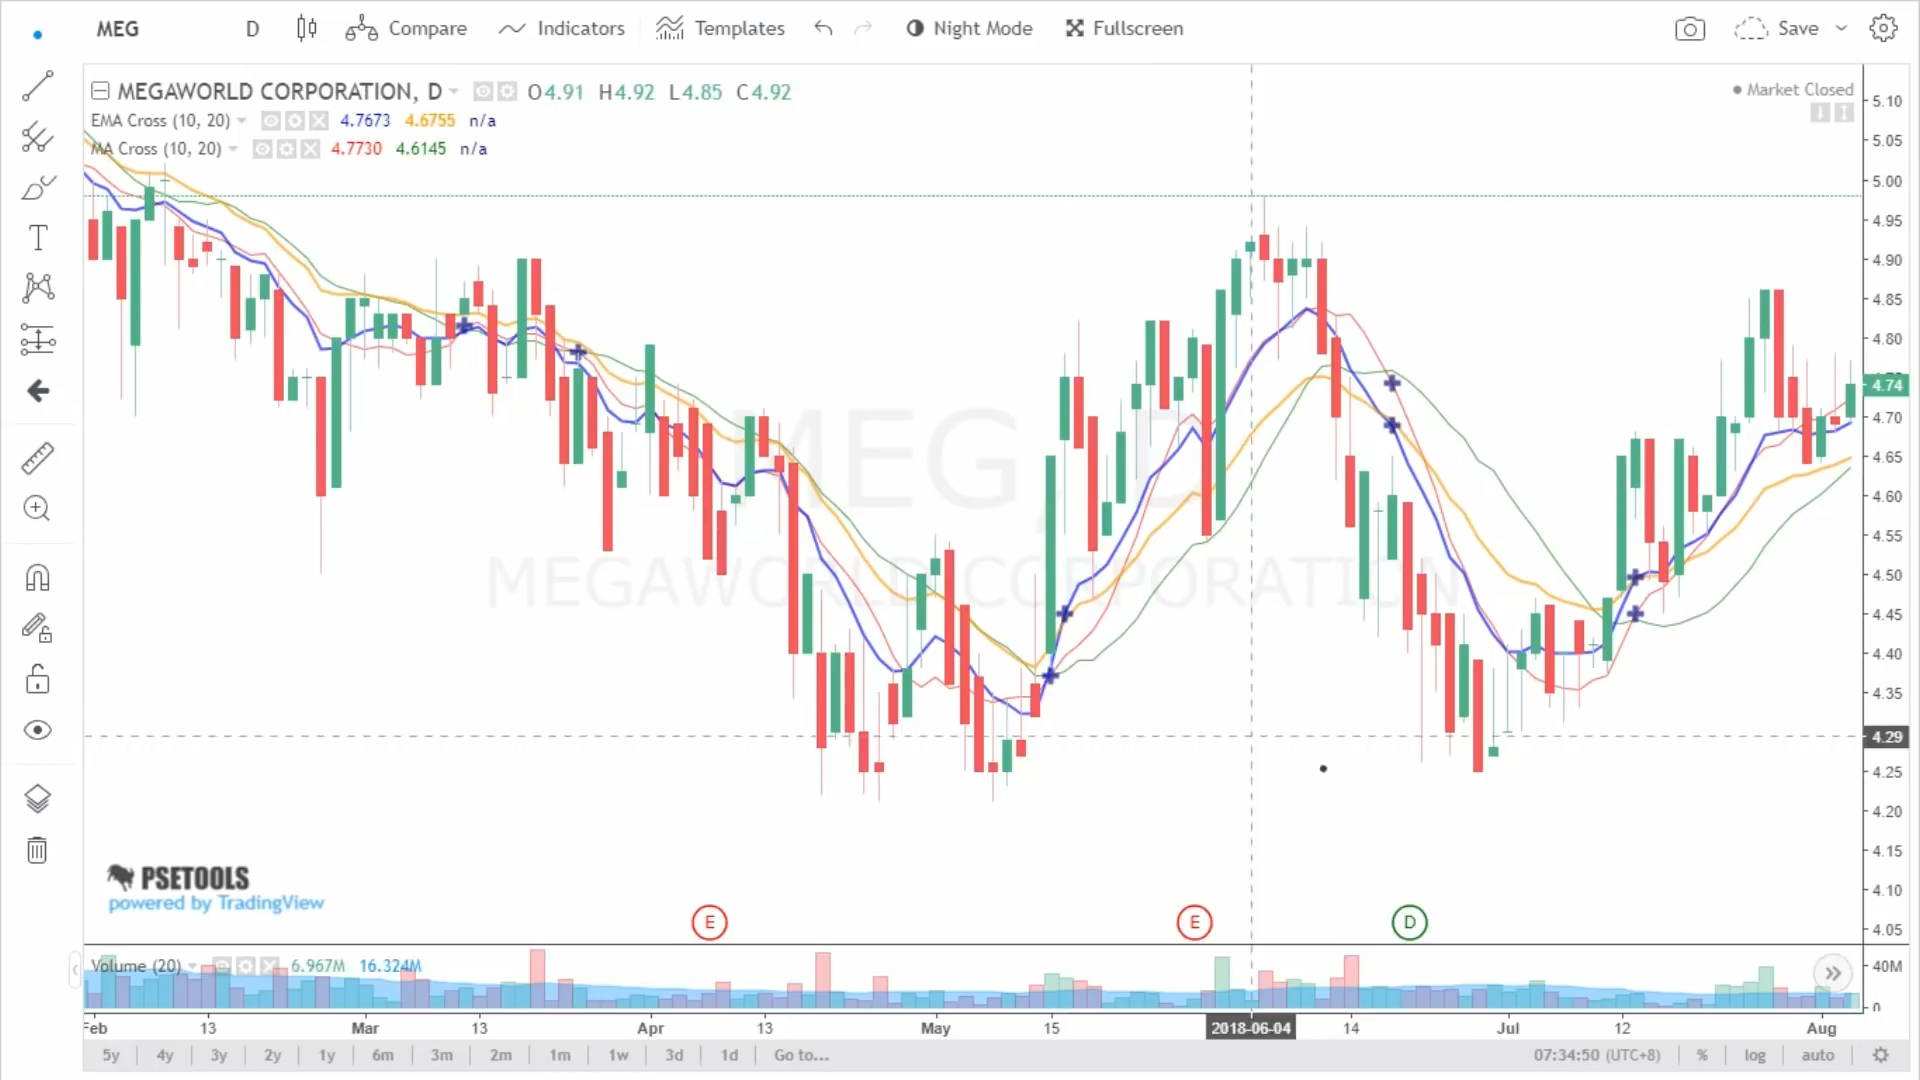 MEG D Compare Indicators Templates Night Mode Fullscreen Save
MEGAWORLD CORPORATION, D O4.91 H4.92 L4.85 C4.92
Market Closed
EMA Cross (10, 20) 4.7673 4.6755 n/a
MA Cross (10, 20) 4.7730 4.6145 n/a
5.10
5.05
5.00
4.95
4.90
4.85
4.80
4.74
4.70
4.65
4.60
4.55
4.50
4.45
4.40
4.35
4.29
4.25
4.20
4.15
4.10
4.05
MEG, D
MEGAWORLD CORPORATION
PSETOOLS
powered by TradingView
E E D
Volume (20) 6.967M 16.324M
40M
0
Feb 13 Mar 13 Apr 13 May 15 2018-06-04 14 Jul 12 Aug
5y 4y 3y 2y 1y 6m 3m 2m 1m 1w 3d 1d Go to... 07:34:50 (UTC+8) % log auto